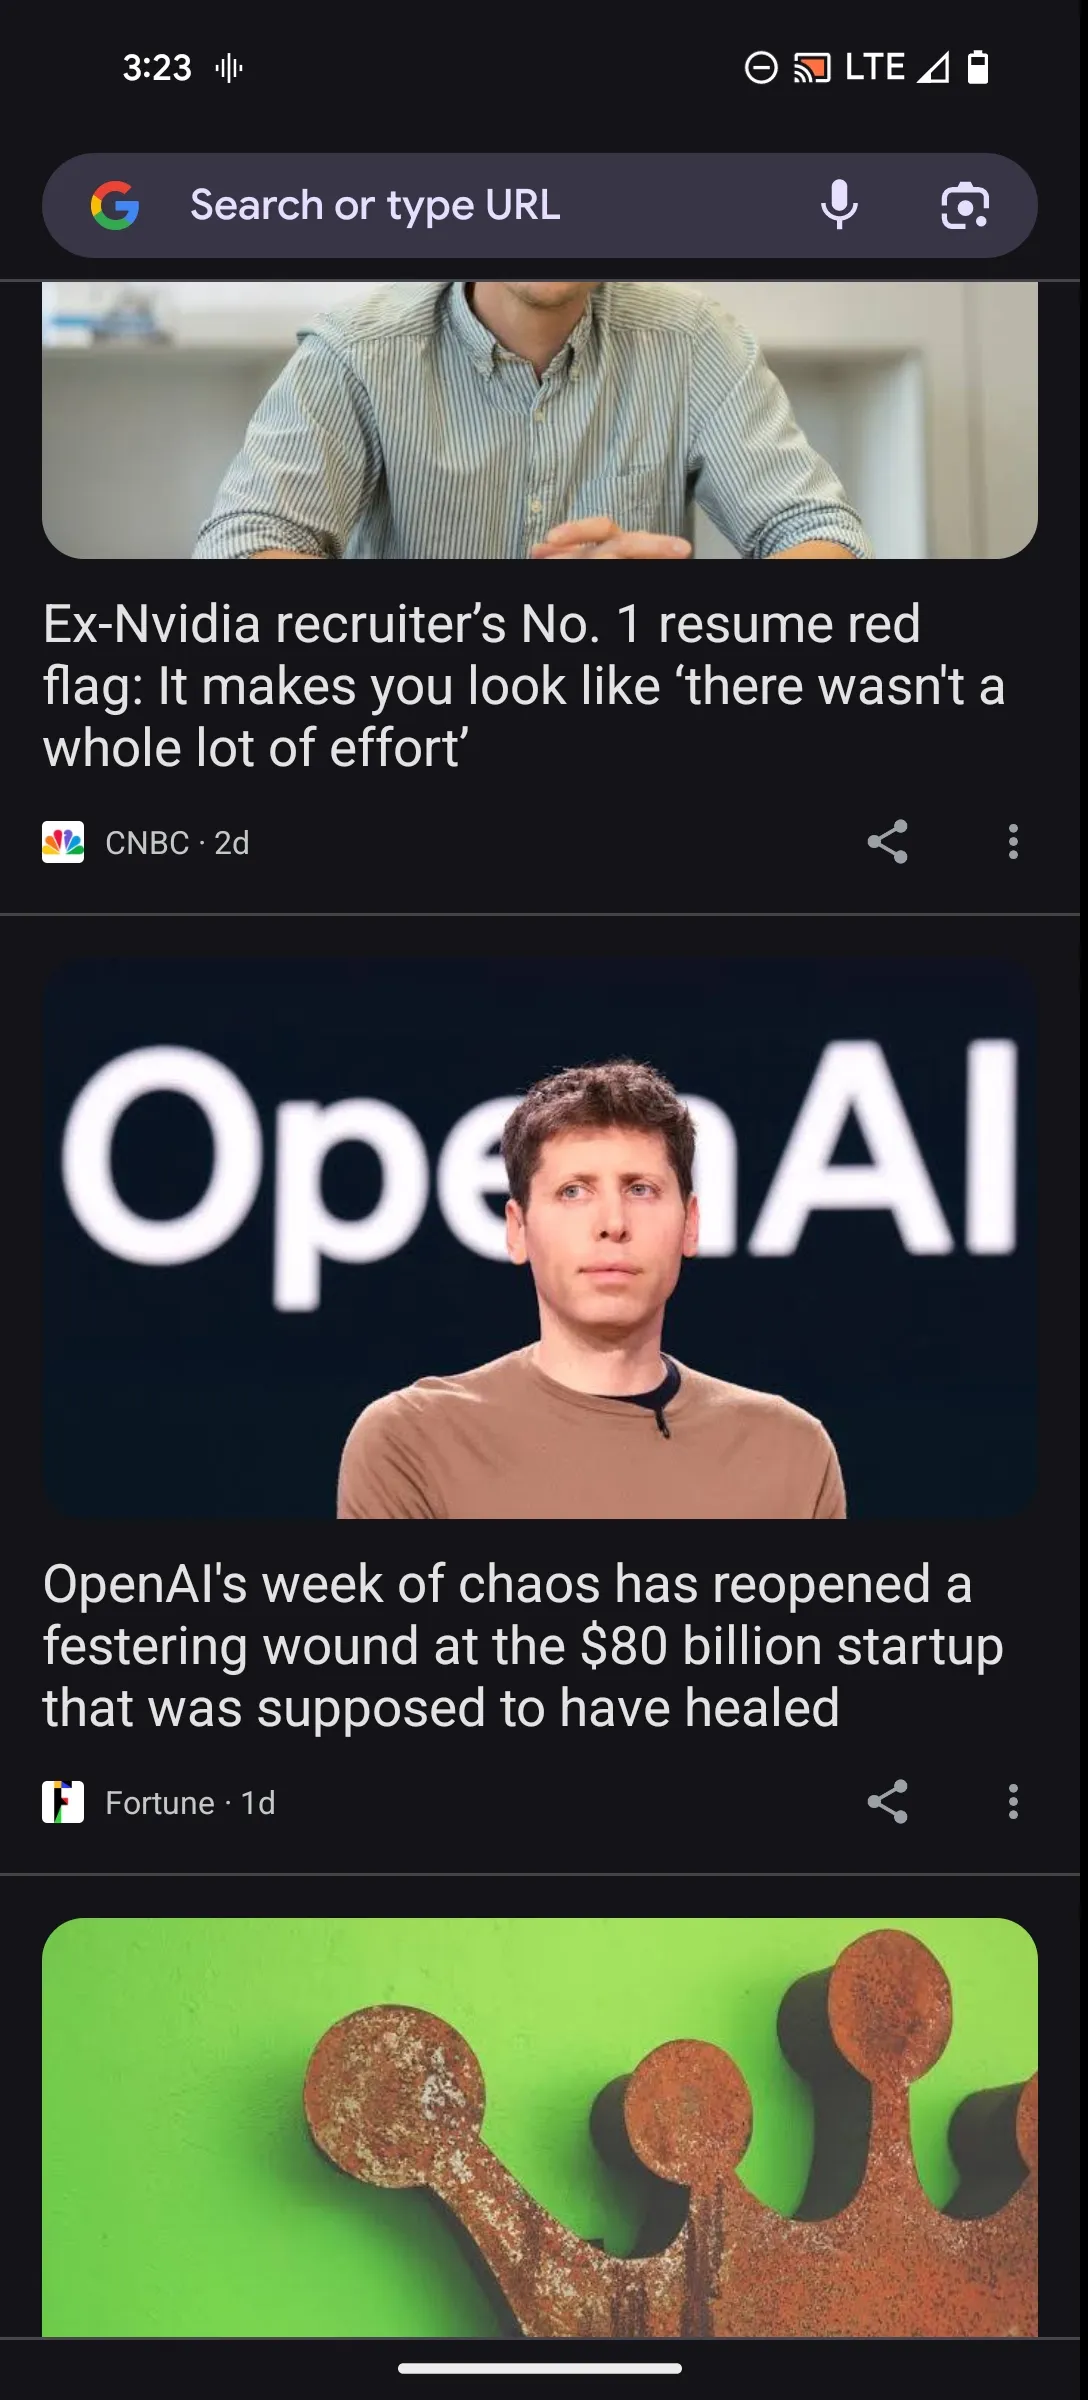 3:23
LTE
Search or type URL
Ex-Nvidia recruiter’s No. 1 resume red
flag: It makes you look like ‘there wasn't a
whole lot of effort’
CNBC · 2d
OpenAI
OpenAI's week of chaos has reopened a
festering wound at the $80 billion startup
that was supposed to have healed
F
Fortune · 1d